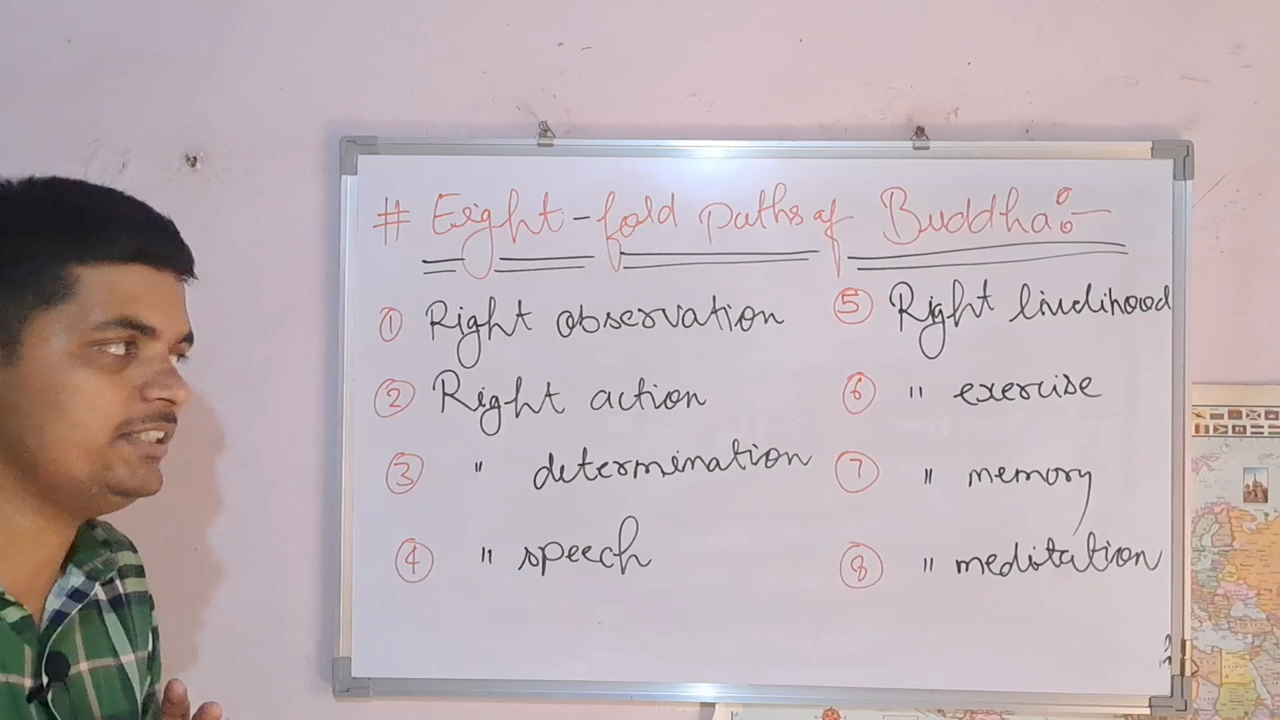 # Eight-fold paths of Buddha:-
① Right observation
② Right action
③ " determination
④ " speech
⑤ Right livelihood
⑥ " exercise
⑦ " memory
⑧ " meditation